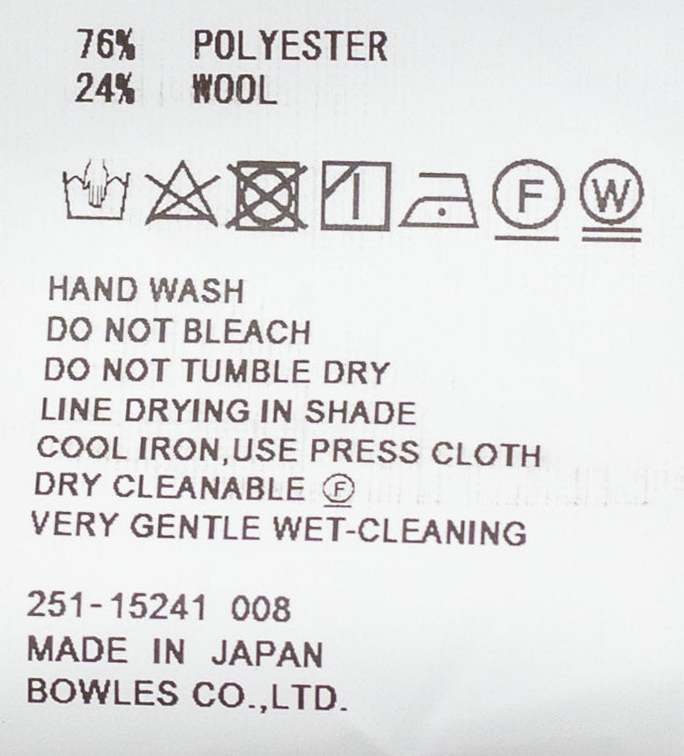 76% POLYESTER
24% WOOL
F W
HAND WASH
DO NOT BLEACH
DO NOT TUMBLE DRY
LINE DRYING IN SHADE
COOL IRON,USE PRESS CLOTH
DRY CLEANABLE Ⓕ
VERY GENTLE WET-CLEANING
251-15241 008
MADE IN JAPAN
BOWLES CO.,LTD.